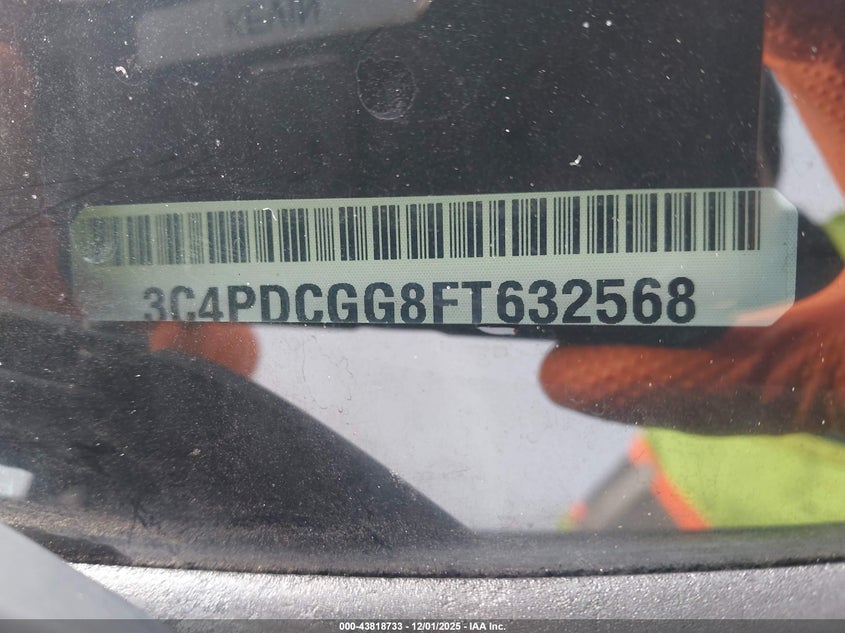 3C4PDCGG8FT632568
000-43818733 - 12/01/2025 - IAA Inc.